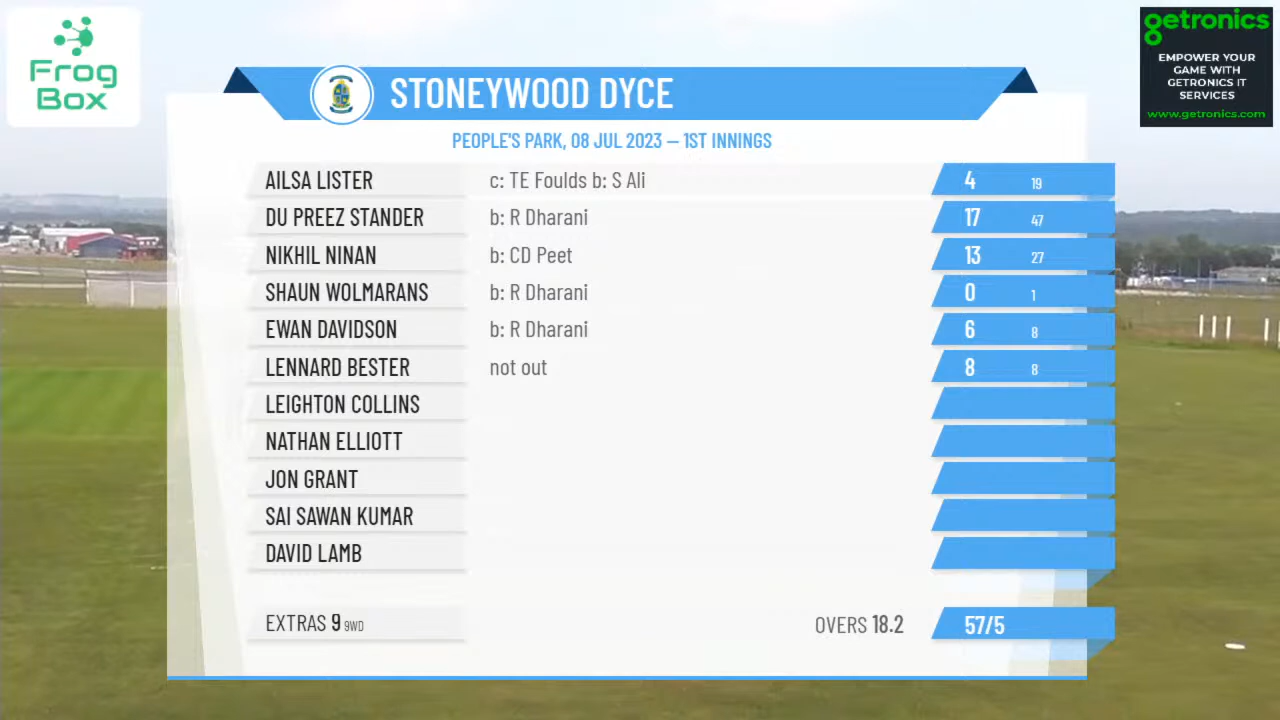 Frog
Box
getronics
EMPOWER YOUR
GAME WITH
GETRONICS IT
SERVICES
www.getronics.com
STONEYWOOD DYCE
PEOPLE'S PARK, 08 JUL 2023 – 1ST INNINGS
AILSA LISTER c: TE Foulds b: S Ali 4 19
DU PREEZ STANDER b: R Dharani 17 47
NIKHIL NINAN b: CD Peet 13 27
SHAUN WOLMARANS b: R Dharani 0 1
EWAN DAVIDSON b: R Dharani 6 8
LENNARD BESTER not out 8 8
LEIGHTON COLLINS
NATHAN ELLIOTT
JON GRANT
SAI SAWAN KUMAR
DAVID LAMB
EXTRAS 9 9WD OVERS 18.2 57/5